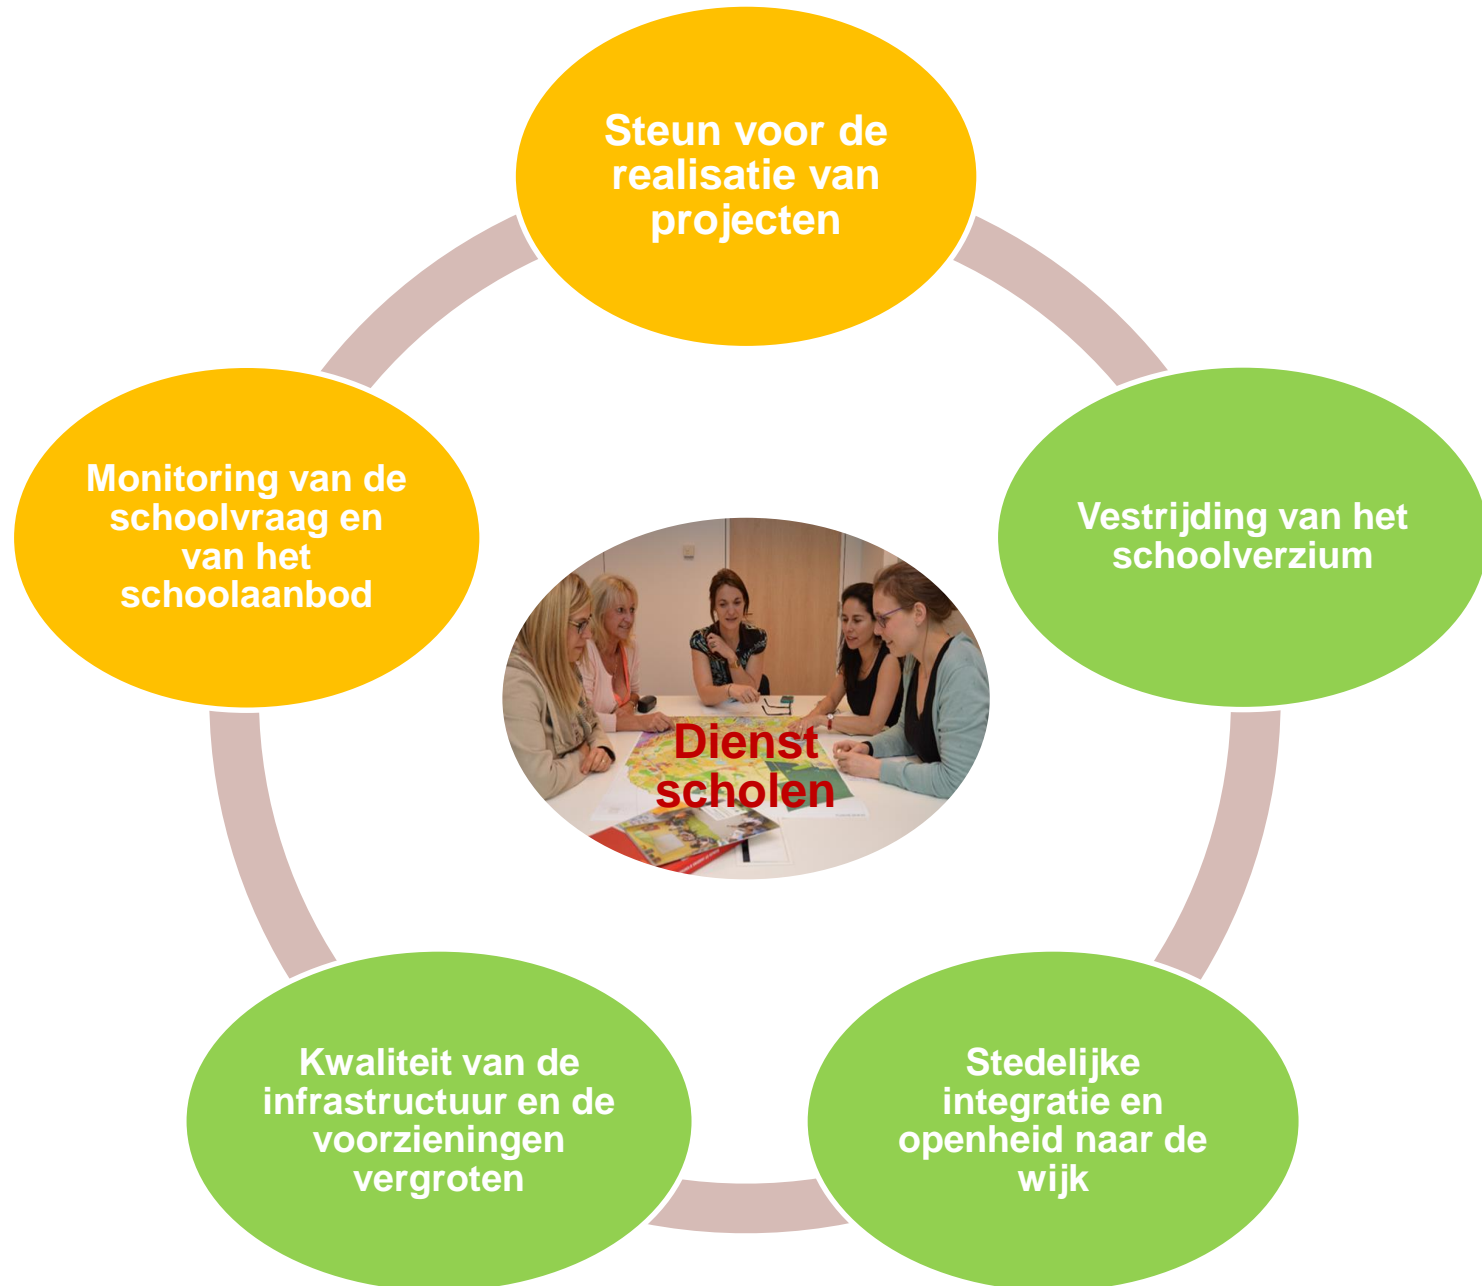 Steun voor de
realisatie van
projecten
Vestrijding van het
schoolverzium
Stedelijke
integratie en
openheid naar de
wijk
Kwaliteit van de
infrastructuur en de
voorzieningen
vergroten
Monitoring van de
schoolvraag en
van het
schoolaanbod
Dienst
scholen